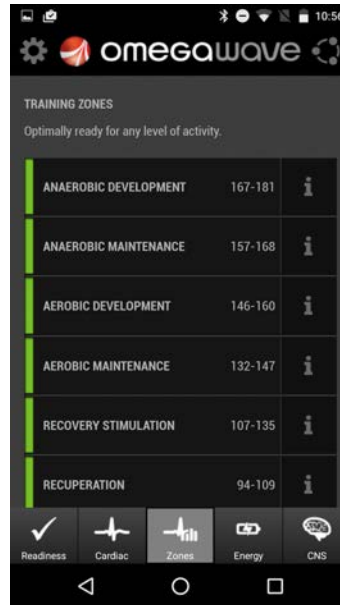 10:56
omegawave
TRAINING ZONES
Optimally ready for any level of activity.
ANAEROBIC DEVELOPMENT 167-181
ANAEROBIC MAINTENANCE 157-168
AEROBIC DEVELOPMENT 146-160
AEROBIC MAINTENANCE 132-147
RECOVERY STIMULATION 107-135
RECUPERATION 94-109
Readiness Cardiac Zones Energy CNS